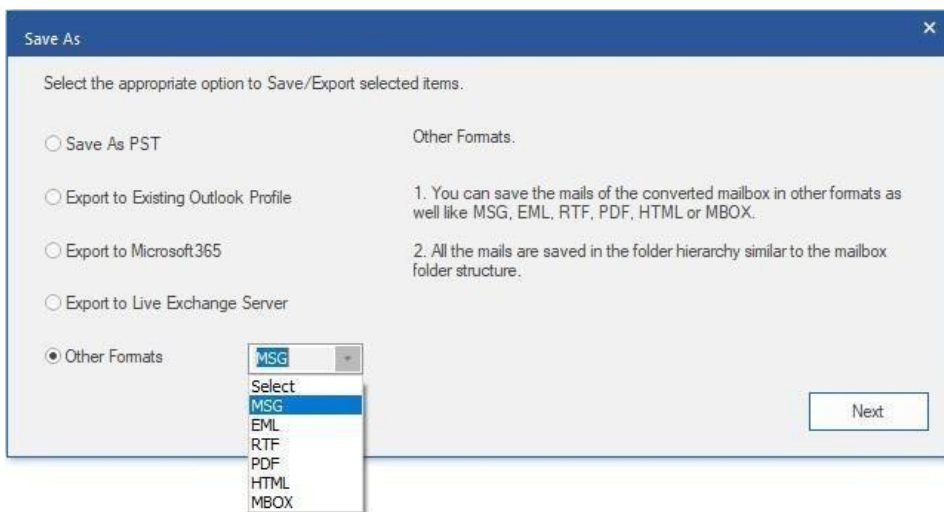 Save As
Select the appropriate option to Save/Export selected items.
Save As PST
Export to Existing Outlook Profile
Export to Microsoft365
Export to Live Exchange Server
Other Formats
MSG
Select
MSG
EML
RTF
PDF
HTML
MBOX
Other Formats.
1. You can save the mails of the converted mailbox in other formats as
well like MSG, EML, RTF, PDF, HTML or MBOX.
2. All the mails are saved in the folder hierarchy similar to the mailbox
folder structure.
Next